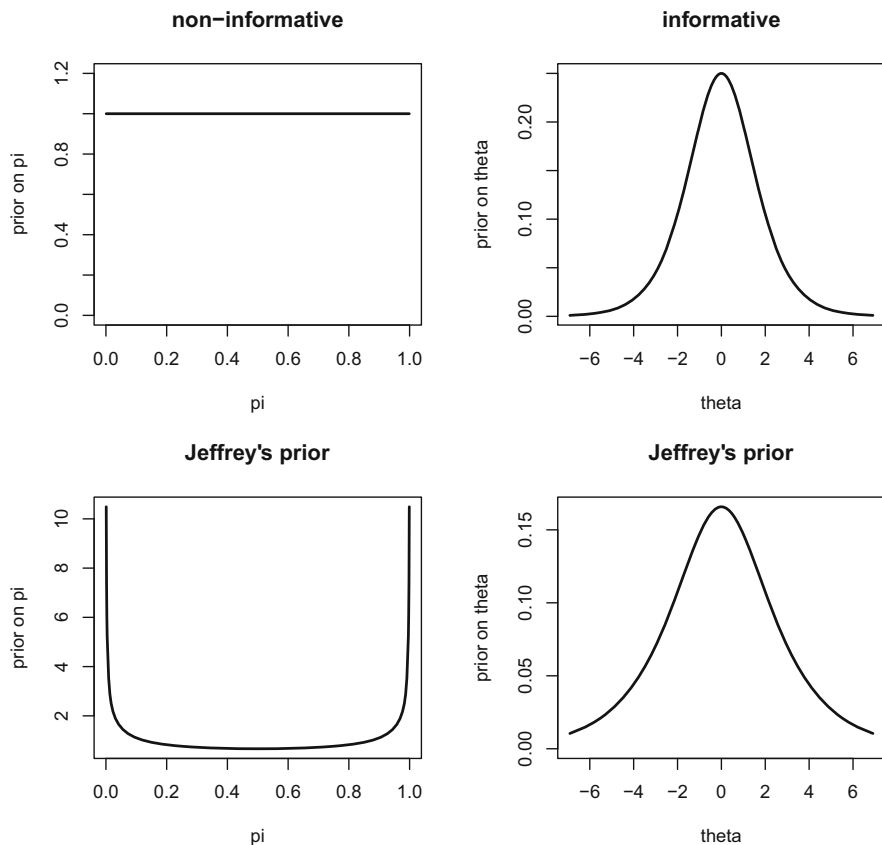 non−informative
prior on pi
0.0 0.4 0.8 1.2
0.0 0.2 0.4 0.6 0.8 1.0
pi
informative
prior on theta
0.00 0.10 0.20
−6 −4 −2 0 2 4 6
theta
Jeffrey's prior
prior on pi
2 4 6 8 10
0.0 0.2 0.4 0.6 0.8 1.0
pi
Jeffrey's prior
prior on theta
0.00 0.05 0.10 0.15
−6 −4 −2 0 2 4 6
theta